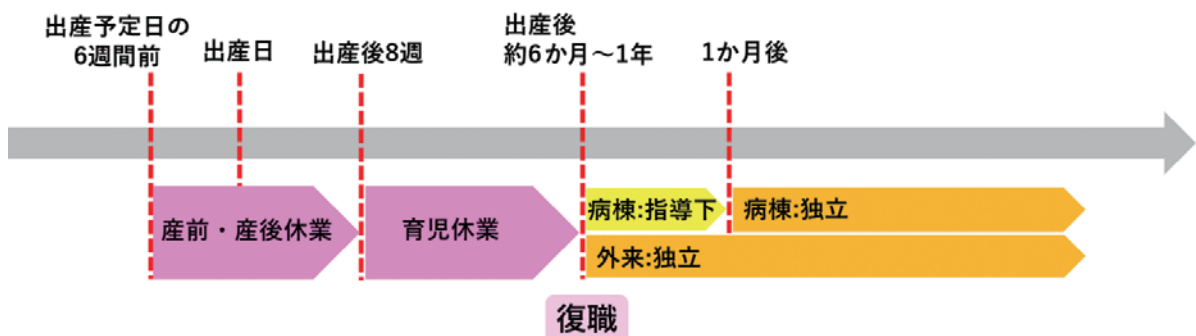 出産予定日の
6週間前
出産日
出産後8週
出産後
約6か月～1年
1か月後
産前・産後休業
育児休業
病棟:指導下
病棟:独立
外来:独立
復職